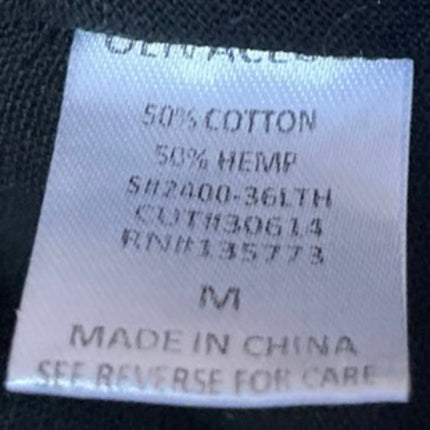 50% COTTON
50% HEMP
S#2400-36LTH
CUT#30614
RN#135773
M
MADE IN CHINA
SEE REVERSE FOR CARE